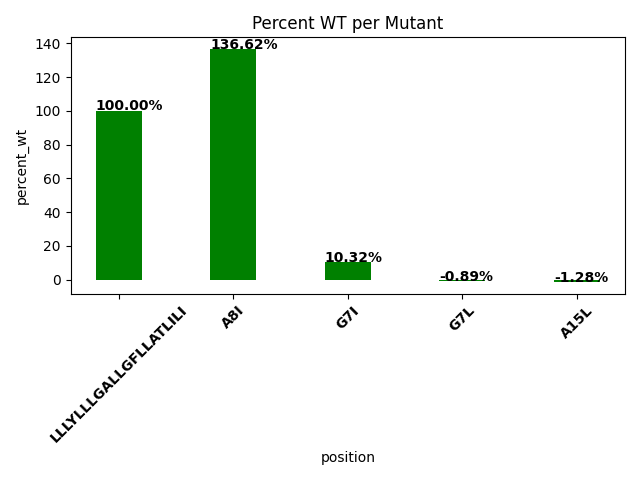 Percent WT per Mutant
percent_wt
140
120
100
80
60
40
20
0
100.00%
136.62%
10.32%
-0.89%
-1.28%
LLLYLLLGALLGFLLATLILI
A8I
G7I
G7L
A15L
position